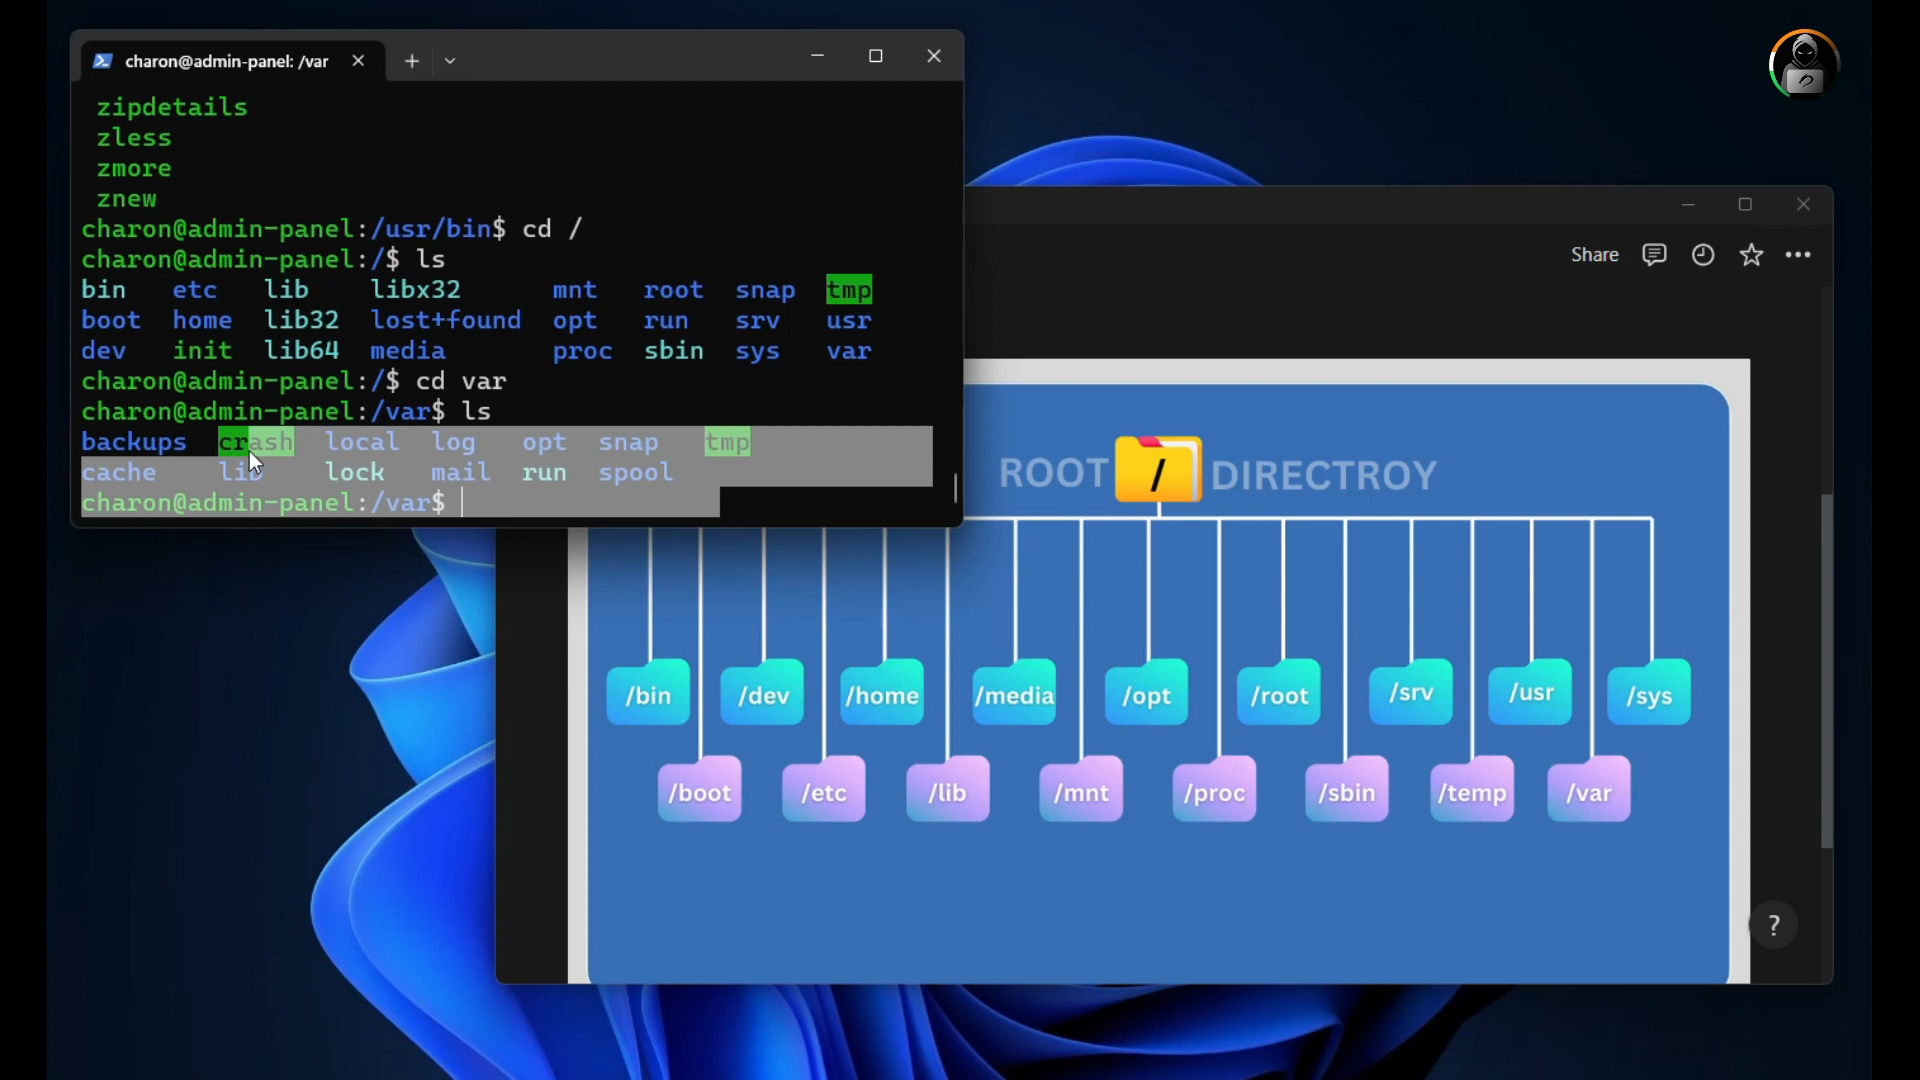 charon@admin-panel: /var
zipdetails
zless
zmore
znew
charon@admin-panel:/usr/bin$ cd /
charon@admin-panel:/$ ls
bin etc lib libx32 mnt root snap tmp
boot home lib32 lost+found opt run srv usr
dev init lib64 media proc sbin sys var
charon@admin-panel:/$ cd var
charon@admin-panel:/var$ ls
backups crash local log opt snap tmp
cache lib lock mail run spool
charon@admin-panel:/var$
Share
ROOT / DIRECTROY
/bin /dev /home /media /opt /root /srv /usr /sys
/boot /etc /lib /mnt /proc /sbin /temp /var
?